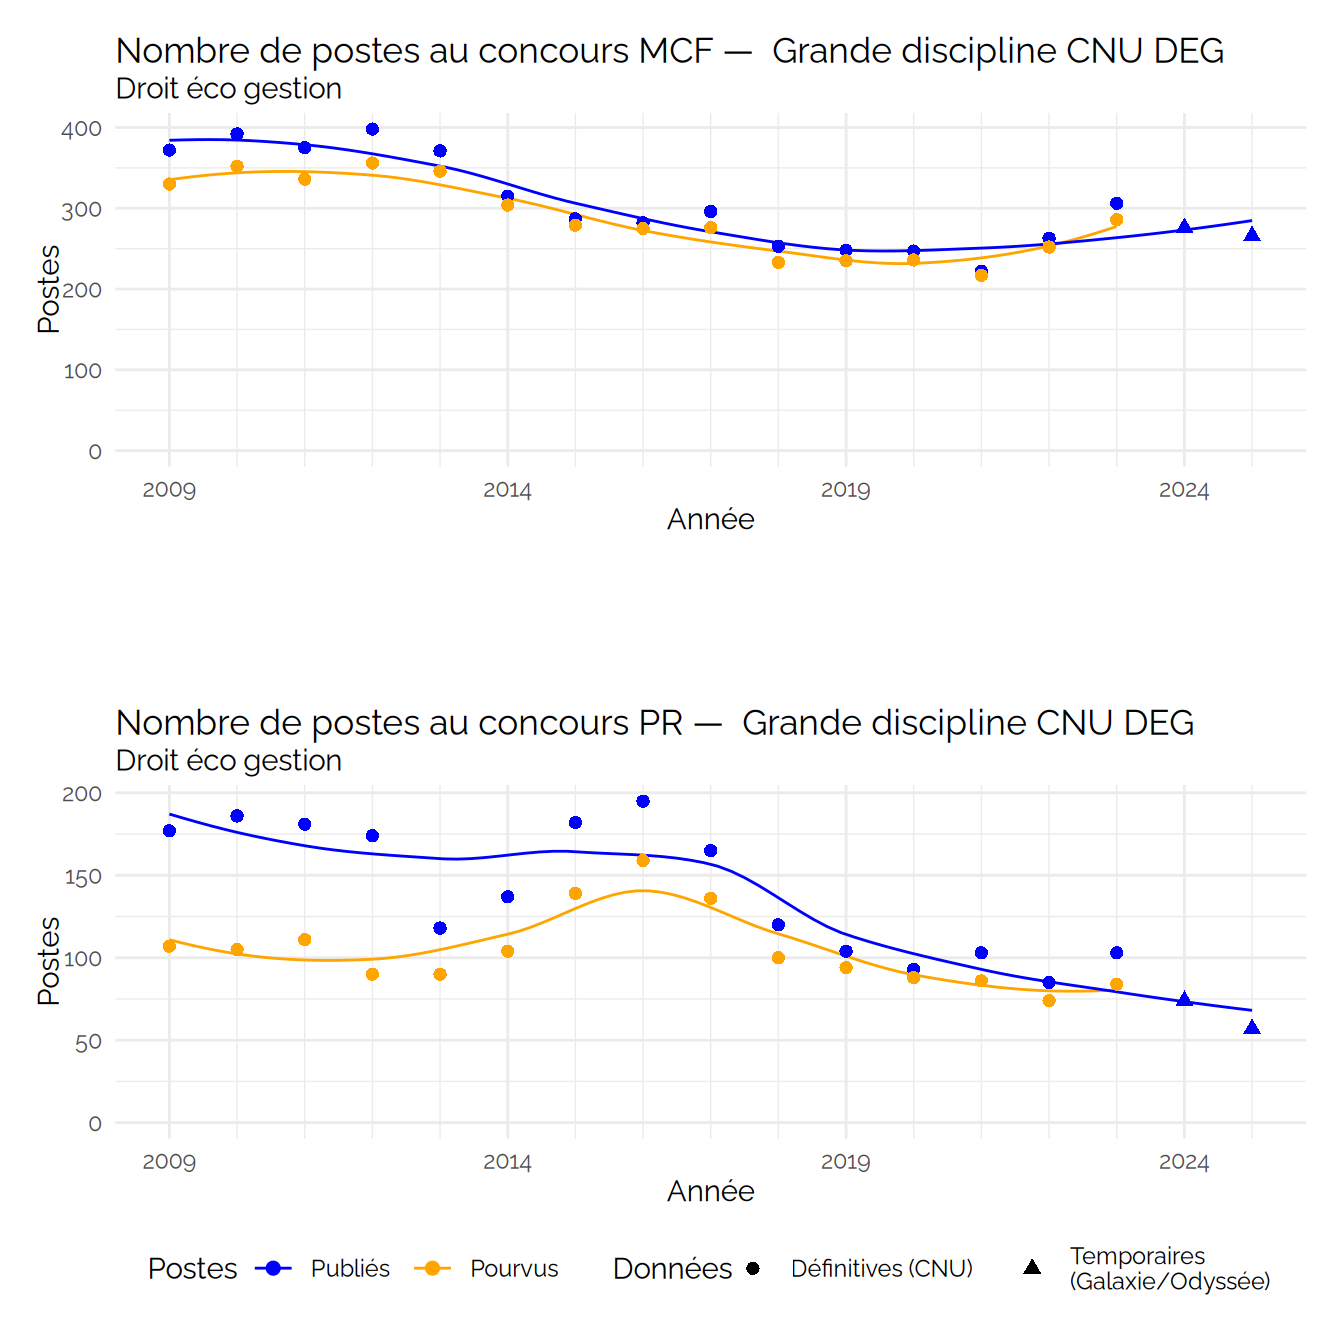 Nombre de postes au concours MCF — Grande discipline CNU DEG
Droit éco gestion
400
300
200
100
0
Postes
2009 2014 2019 2024
Année
Nombre de postes au concours PR — Grande discipline CNU DEG
Droit éco gestion
200
150
100
50
0
Postes
2009 2014 2019 2024
Année
Postes Publiés Pourvus Données Définitives (CNU) Temporaires
(Galaxie/Odyssée)